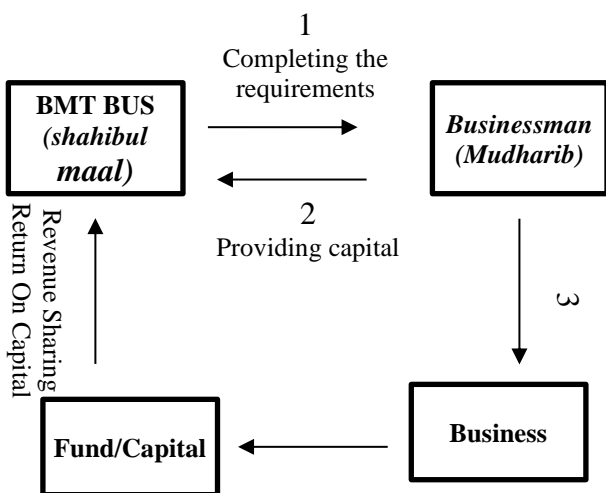 1
Completing the
requirements
BMT BUS
(shahibul
maal)
Businessman
(Mudharib)
2
Providing capital
3
Revenue Sharing
Return On Capital
Fund/Capital
Business